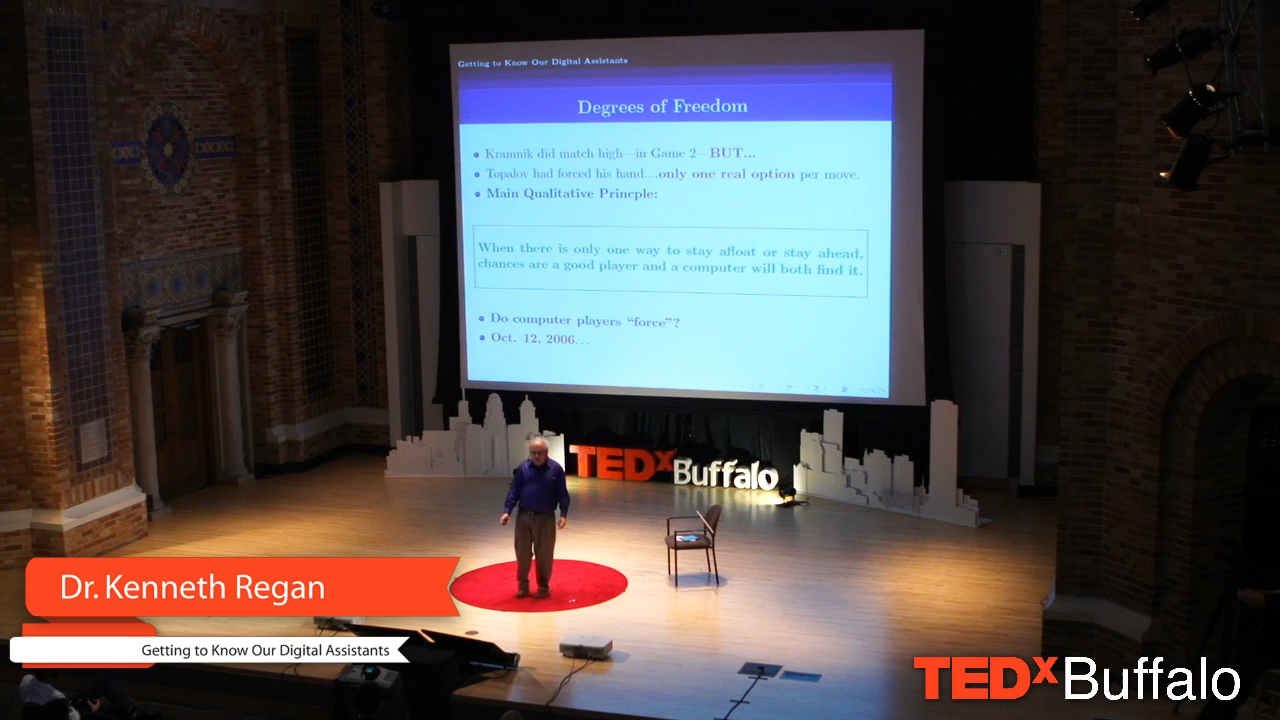 Getting to Know Our Digital Assistants
Degrees of Freedom
Kramnik did match high—in Game 2—BUT...
Topalov had forced his hand....only one real option per move.
Main Qualitative Princple:
When there is only one way to stay afloat or stay ahead,
chances are a good player and a computer will both find it.
Do computer players “force”?
Oct. 12, 2006...
TEDxBuffalo
Dr. Kenneth Regan
Getting to Know Our Digital Assistants
TEDxBuffalo